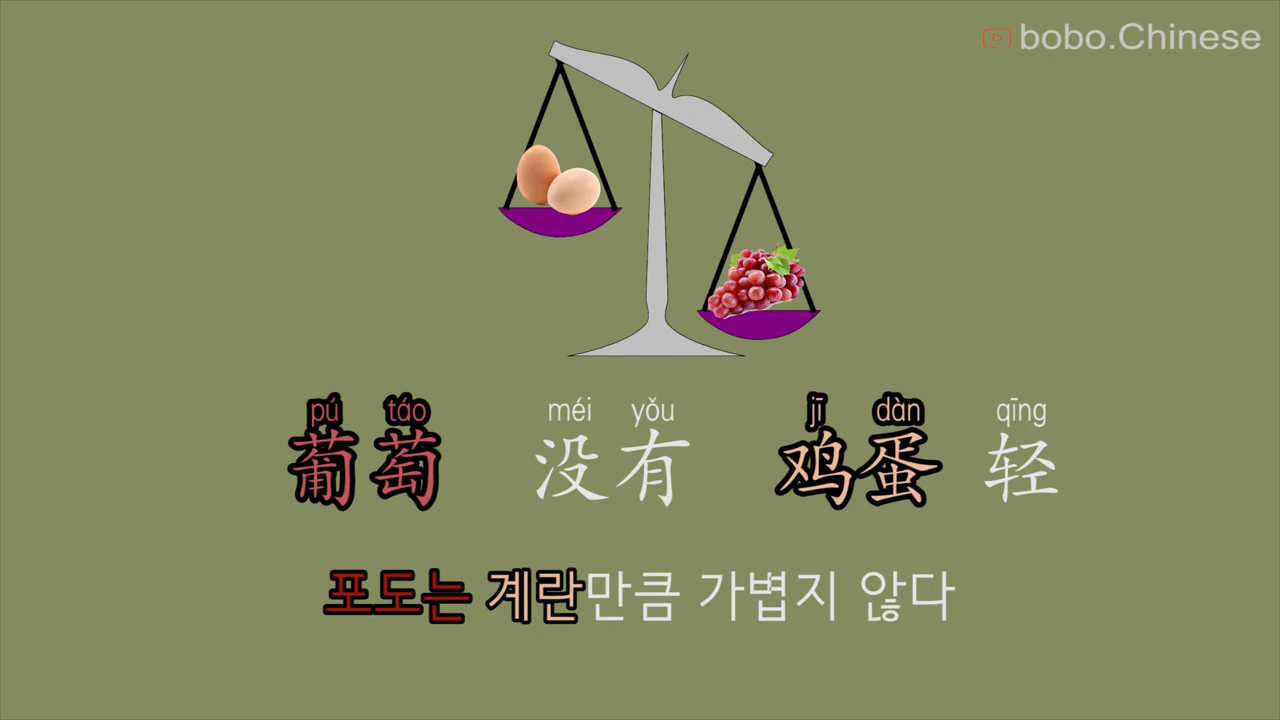 bobo.Chinese
pú táo méi yǒu jī dàn qīng
葡萄 没有 鸡蛋 轻
포도는 계란만큼 가볍지 않다